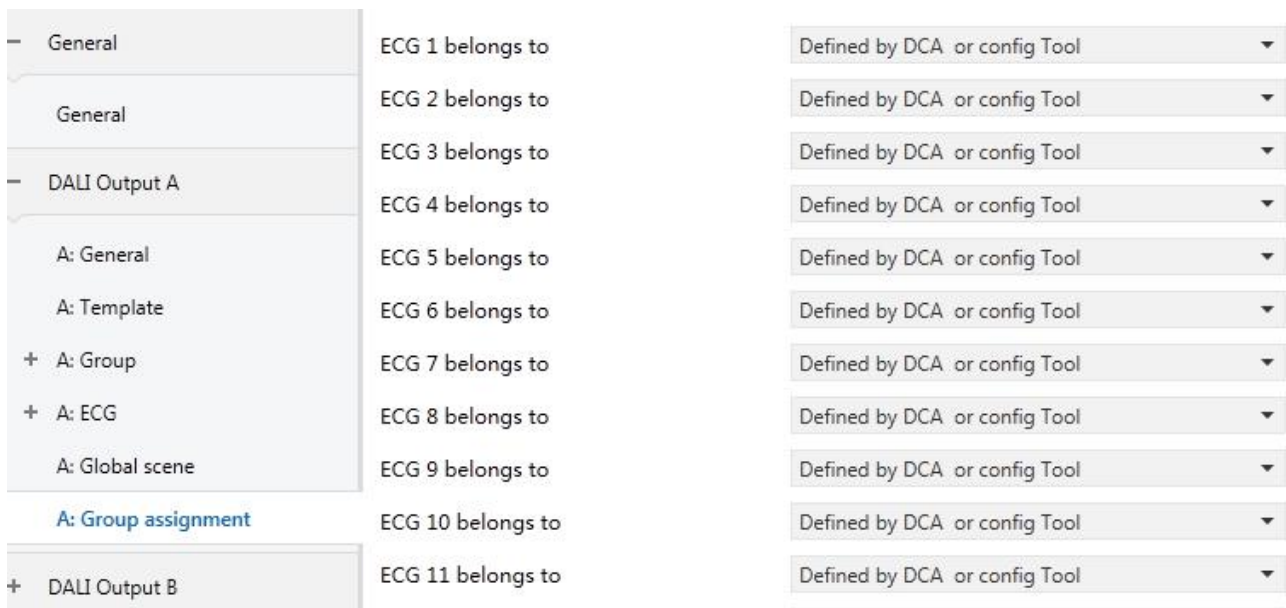 General
General
DALI Output A
A: General
A: Template
A: Group
A: ECG
A: Global scene
A: Group assignment
DALI Output B
ECG 1 belongs to Defined by DCA or config Tool
ECG 2 belongs to Defined by DCA or config Tool
ECG 3 belongs to Defined by DCA or config Tool
ECG 4 belongs to Defined by DCA or config Tool
ECG 5 belongs to Defined by DCA or config Tool
ECG 6 belongs to Defined by DCA or config Tool
ECG 7 belongs to Defined by DCA or config Tool
ECG 8 belongs to Defined by DCA or config Tool
ECG 9 belongs to Defined by DCA or config Tool
ECG 10 belongs to Defined by DCA or config Tool
ECG 11 belongs to Defined by DCA or config Tool